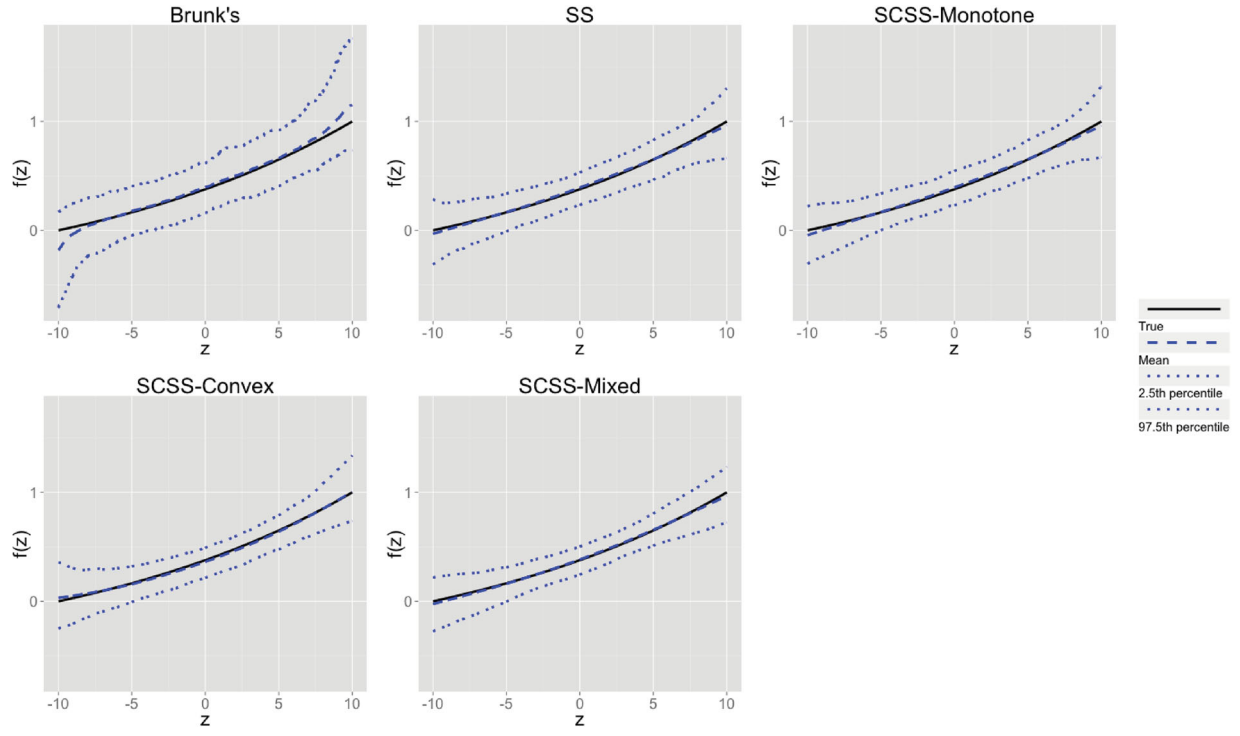 Brunk's
SS
SCSS-Monotone
f(z)
1
0
-10 -5 0 5 10
z
f(z)
1
0
-10 -5 0 5 10
z
f(z)
1
0
-10 -5 0 5 10
z
True
Mean
2.5th percentile
97.5th percentile
SCSS-Convex
SCSS-Mixed
f(z)
1
0
-10 -5 0 5 10
z
f(z)
1
0
-10 -5 0 5 10
z